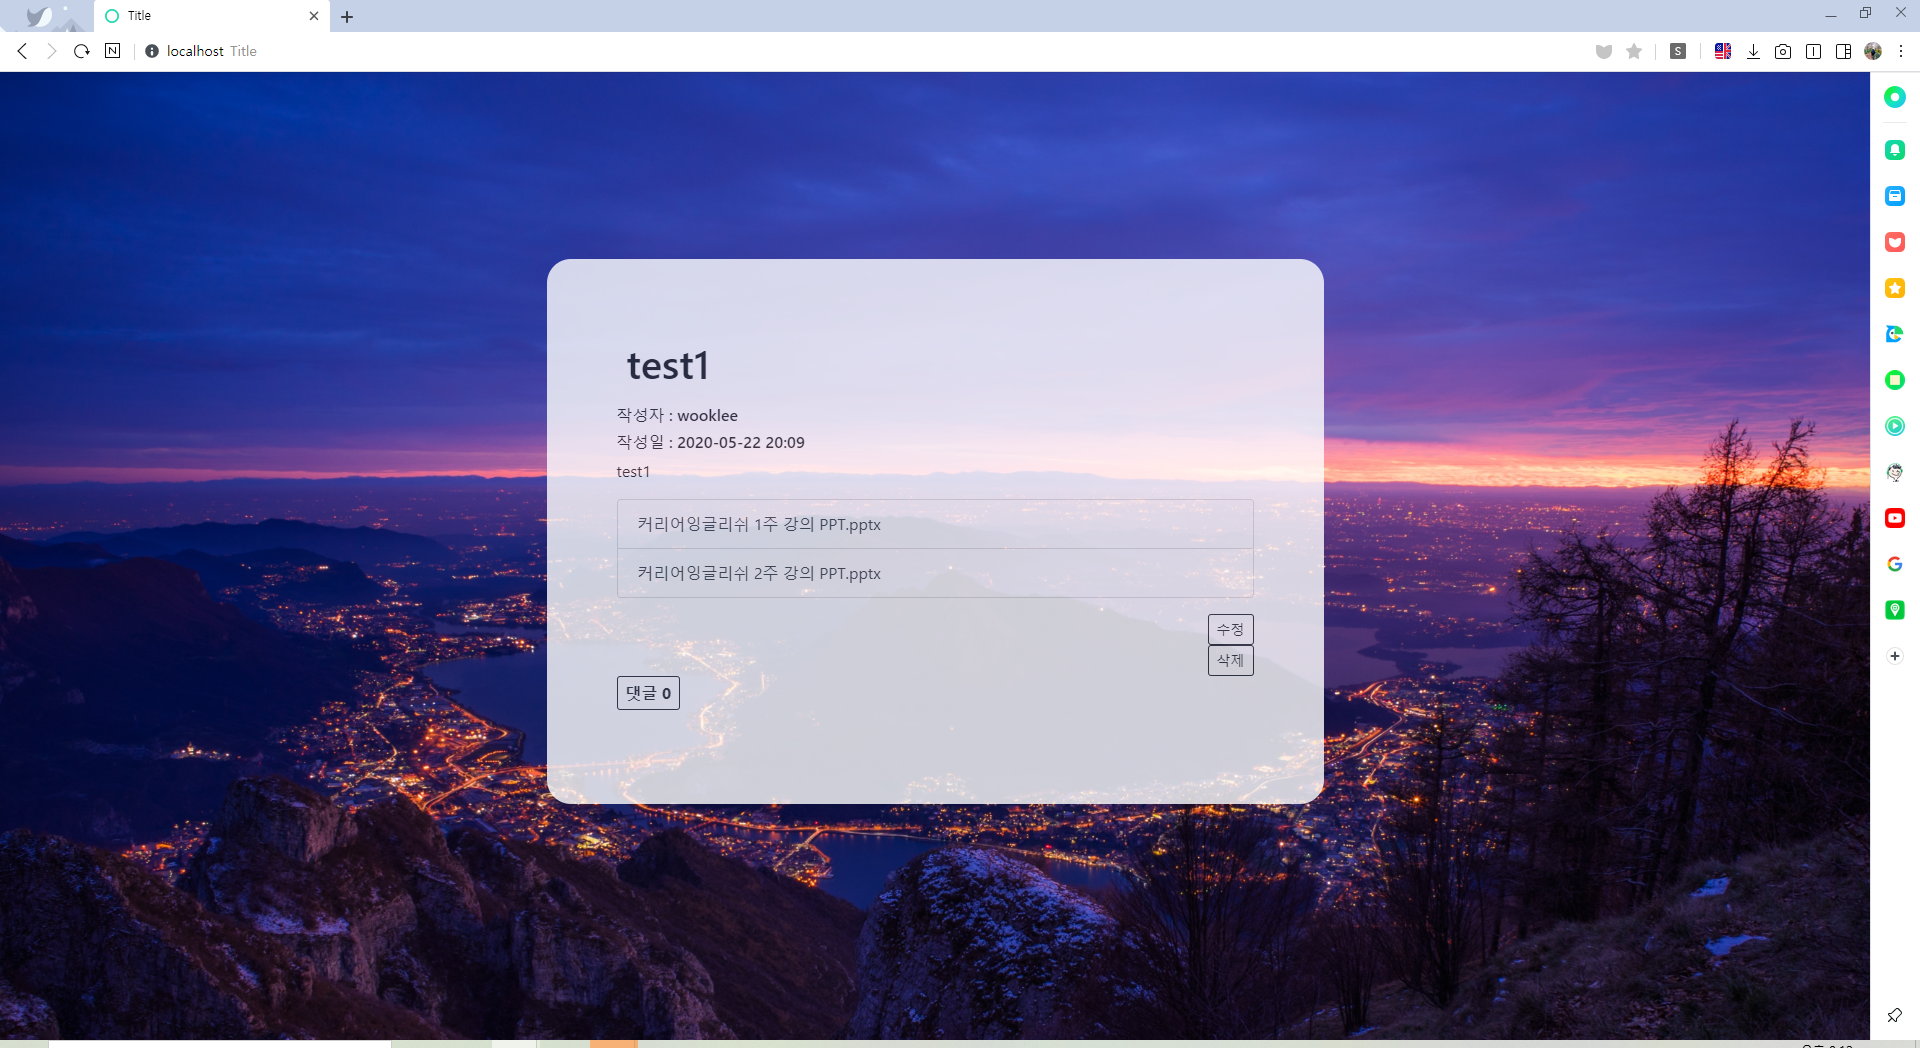 Title
localhost Title
test1
작성자 : wooklee
작성일 : 2020-05-22 20:09
test1
커리어잉글리쉬 1주 강의 PPT.pptx
커리어잉글리쉬 2주 강의 PPT.pptx
수정
삭제
댓글 0